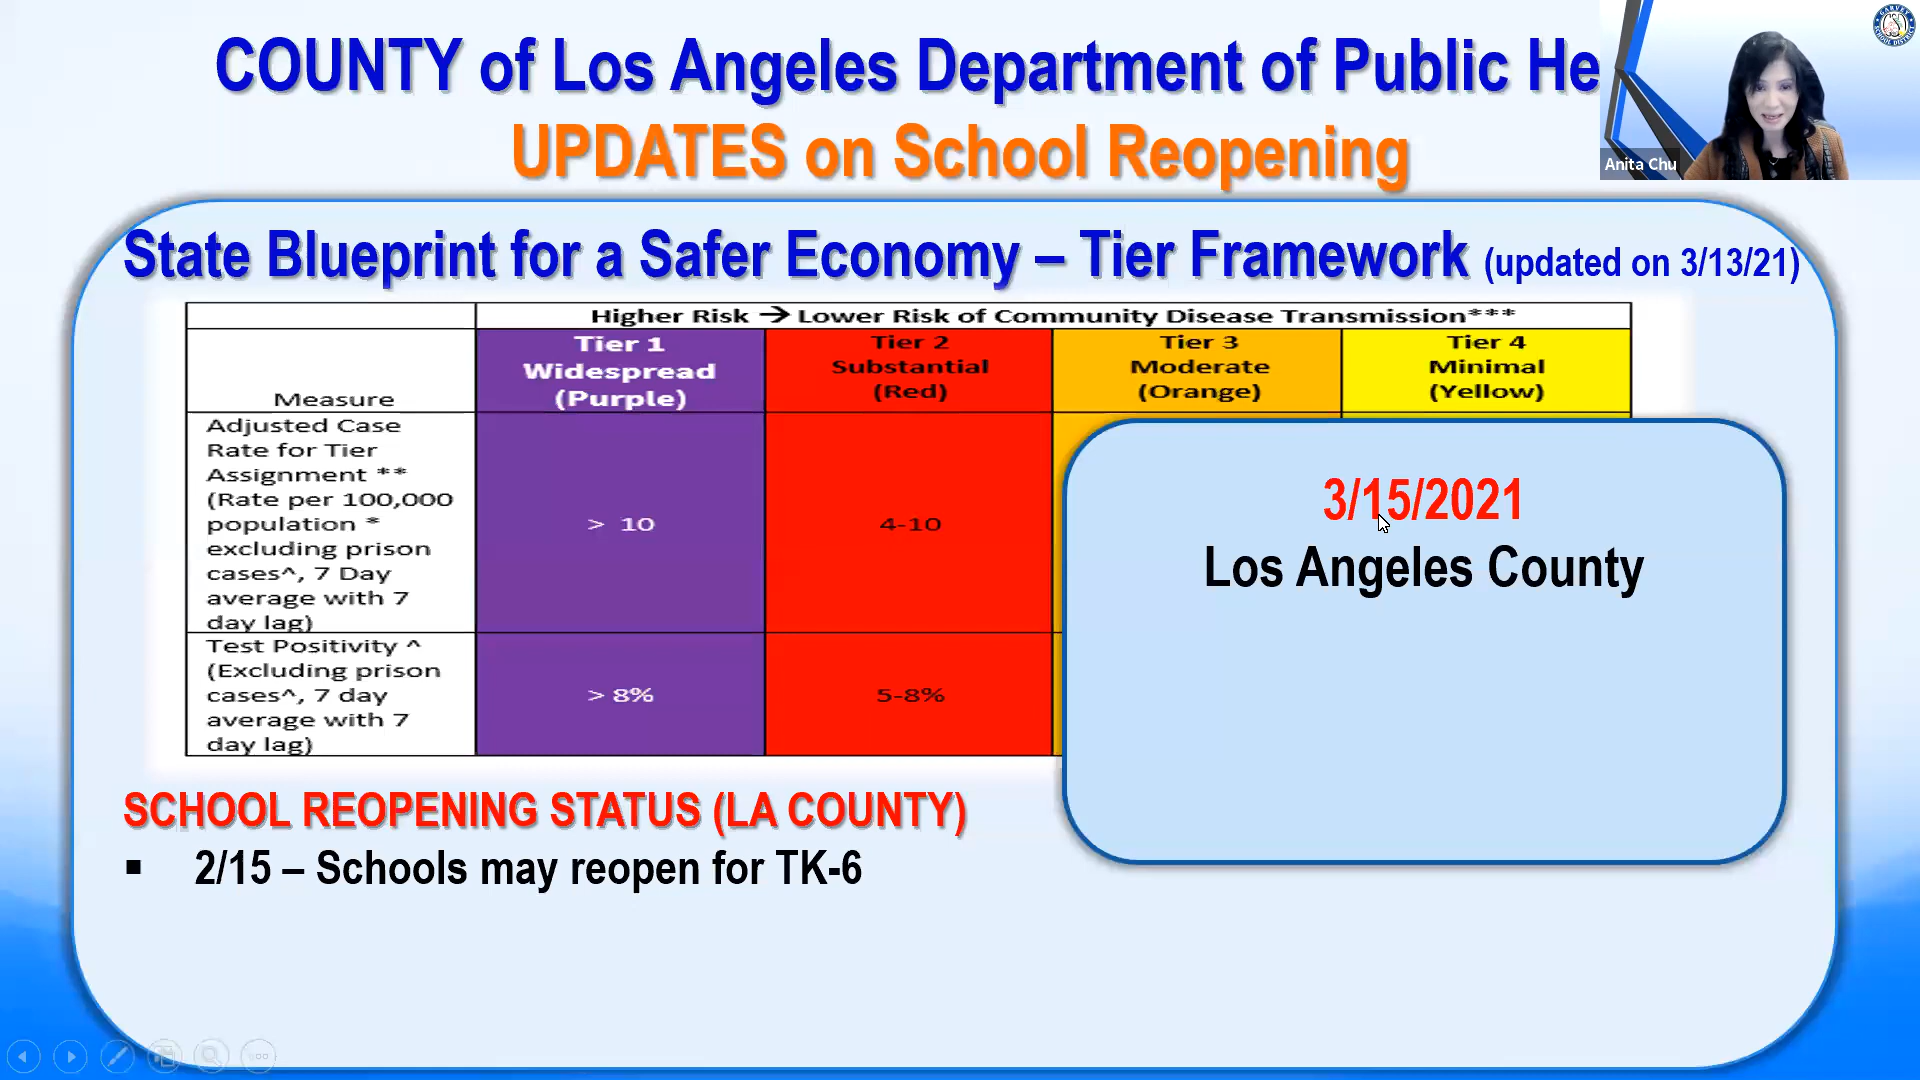 COUNTY of Los Angeles Department of Public He
UPDATES on School Reopening
Anita Chu
State Blueprint for a Safer Economy – Tier Framework (updated on 3/13/21)
Higher Risk → Lower Risk of Community Disease Transmission***
Measure
Tier 1
Widespread
(Purple)
Tier 2
Substantial
(Red)
Tier 3
Moderate
(Orange)
Tier 4
Minimal
(Yellow)
Adjusted Case
Rate for Tier
Assignment **
(Rate per 100,000
population *
excluding prison
cases^, 7 Day
average with 7
day lag)
> 10
4-10
Test Positivity ^
(Excluding prison
cases^, 7 day
average with 7
day lag)
> 8%
5-8%
3/15/2021
Los Angeles County
SCHOOL REOPENING STATUS (LA COUNTY)
▪ 2/15 – Schools may reopen for TK-6